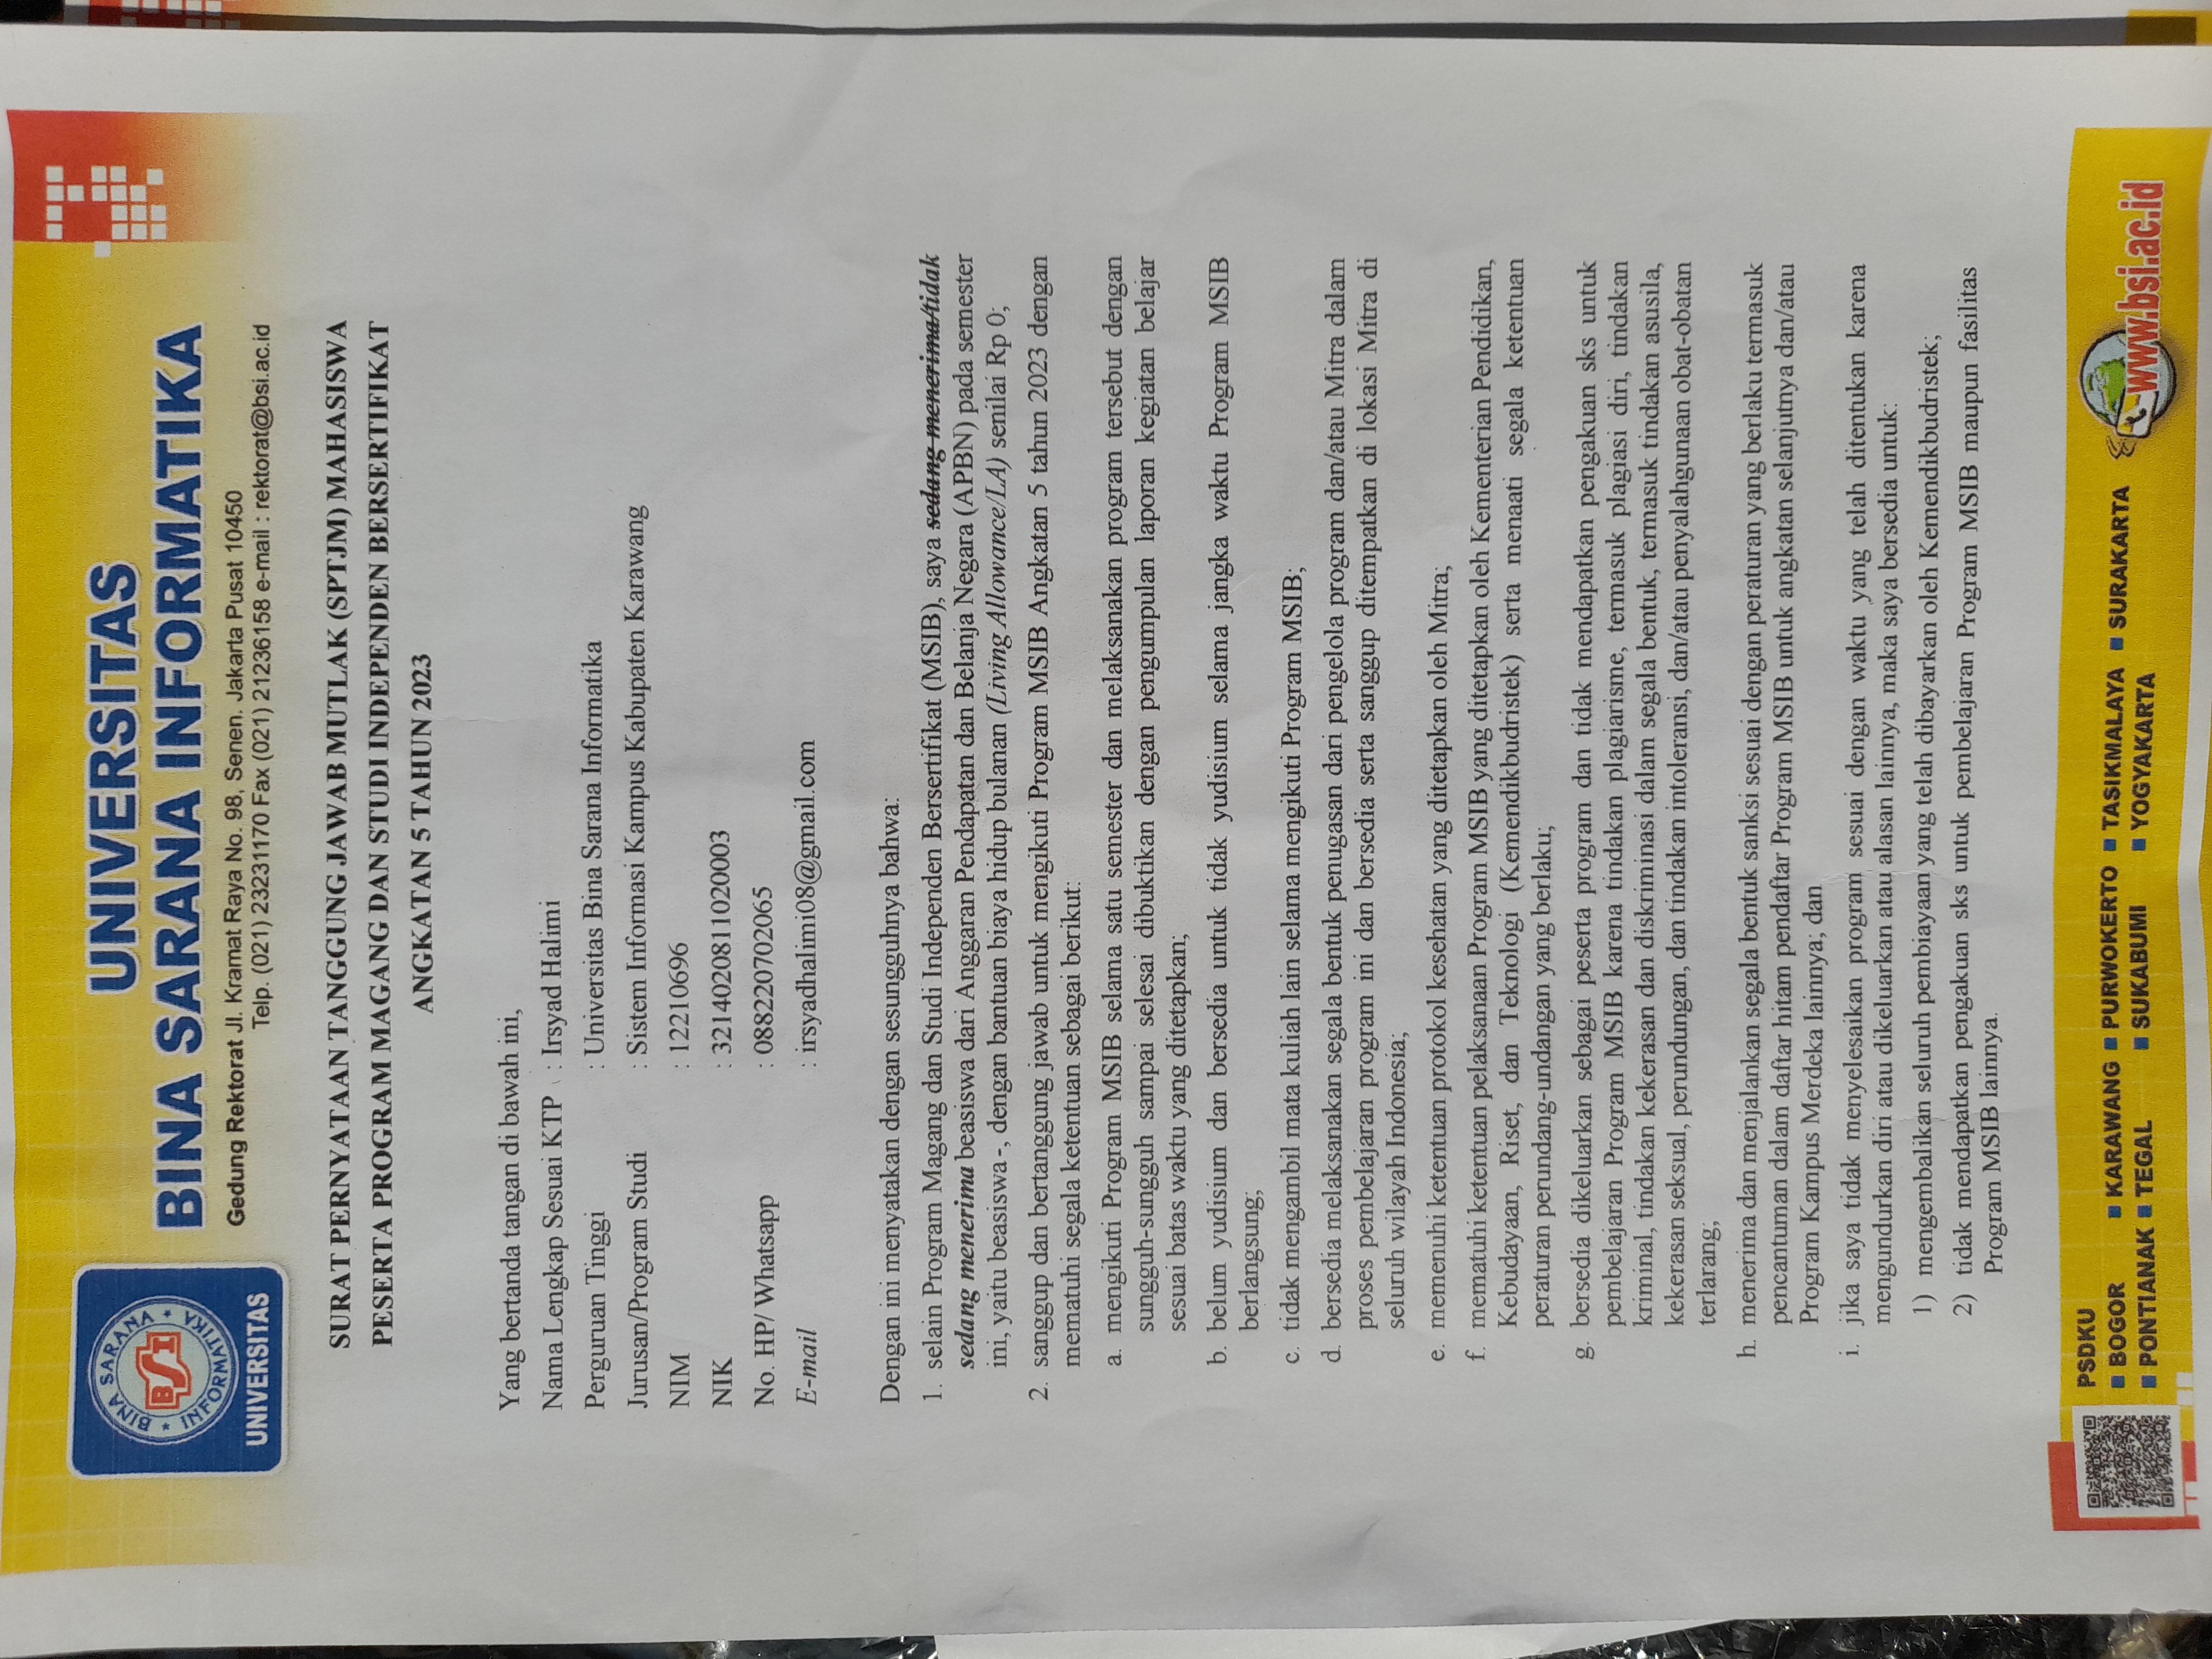 BINA SARANA
BSI
INFORMATIKA
UNIVERSITAS
UNIVERSITAS
BINA SARANA INFORMATIKA
Gedung Rektorat Jl. Kramat Raya No. 98, Senen. Jakarta Pusat 10450
Telp. (021) 23231170 Fax (021) 21236158 e-mail : rektorat@bsi.ac.id
SURAT PERNYATAAN TANGGUNG JAWAB MUTLAK (SPTJM) MAHASISWA
PESERTA PROGRAM MAGANG DAN STUDI INDEPENDEN BERSERTIFIKAT
ANGKATAN 5 TAHUN 2023
Yang bertanda tangan di bawah ini,
Nama Lengkap Sesuai KTP : Irsyad Halimi
Perguruan Tinggi : Universitas Bina Sarana Informatika
Jurusan/Program Studi : Sistem Informasi Kampus Kabupaten Karawang
NIM : 12210696
NIK : 3214020811020003
No. HP/ Whatsapp : 088220702065
E-mail : irsyadhalimi08@gmail.com
Dengan ini menyatakan dengan sesungguhnya bahwa:
1. selain Program Magang dan Studi Independen Bersertifikat (MSIB), saya sedang menerima/tidak
sedang menerima beasiswa dari Anggaran Pendapatan dan Belanja Negara (APBN) pada semester
ini, yaitu beasiswa -, dengan bantuan biaya hidup bulanan (Living Allowance/LA) senilai Rp 0;
2. sanggup dan bertanggung jawab untuk mengikuti Program MSIB Angkatan 5 tahun 2023 dengan
mematuhi segala ketentuan sebagai berikut:
a. mengikuti Program MSIB selama satu semester dan melaksanakan program tersebut dengan
sungguh-sungguh sampai selesai dibuktikan dengan pengumpulan laporan kegiatan belajar
sesuai batas waktu yang ditetapkan;
b. belum yudisium dan bersedia untuk tidak yudisium selama jangka waktu Program MSIB
berlangsung;
c. tidak mengambil mata kuliah lain selama mengikuti Program MSIB;
d. bersedia melaksanakan segala bentuk penugasan dari pengelola program dan/atau Mitra dalam
proses pembelajaran program ini dan bersedia serta sanggup ditempatkan di lokasi Mitra di
seluruh wilayah Indonesia;
e. memenuhi ketentuan protokol kesehatan yang ditetapkan oleh Mitra;
f. mematuhi ketentuan pelaksanaan Program MSIB yang ditetapkan oleh Kementerian Pendidikan,
Kebudayaan, Riset, dan Teknologi (Kemendikbudristek) serta menaati segala ketentuan
peraturan perundang-undangan yang berlaku;
g. bersedia dikeluarkan sebagai peserta program dan tidak mendapatkan pengakuan sks untuk
pembelajaran Program MSIB karena tindakan plagiarisme, termasuk plagiasi diri, tindakan
kriminal, tindakan kekerasan dan diskriminasi dalam segala bentuk, termasuk tindakan asusila,
kekerasan seksual, perundungan, dan tindakan intoleransi, dan/atau penyalahgunaan obat-obatan
terlarang;
h. menerima dan menjalankan segala bentuk sanksi sesuai dengan peraturan yang berlaku termasuk
pencantuman dalam daftar hitam pendaftar Program MSIB untuk angkatan selanjutnya dan/atau
Program Kampus Merdeka lainnya; dan
i. jika saya tidak menyelesaikan program sesuai dengan waktu yang telah ditentukan karena
mengundurkan diri atau dikeluarkan atau alasan lainnya, maka saya bersedia untuk:
1) mengembalikan seluruh pembiayaan yang telah dibayarkan oleh Kemendikbudristek;
2) tidak mendapatkan pengakuan sks untuk pembelajaran Program MSIB maupun fasilitas
Program MSIB lainnya.
PSDKU
■ BOGOR ■ KARAWANG ■ PURWOKERTO ■ TASIKMALAYA ■ SURAKARTA
■ PONTIANAK ■ TEGAL ■ SUKABUMI ■ YOGYAKARTA
www.bsi.ac.id